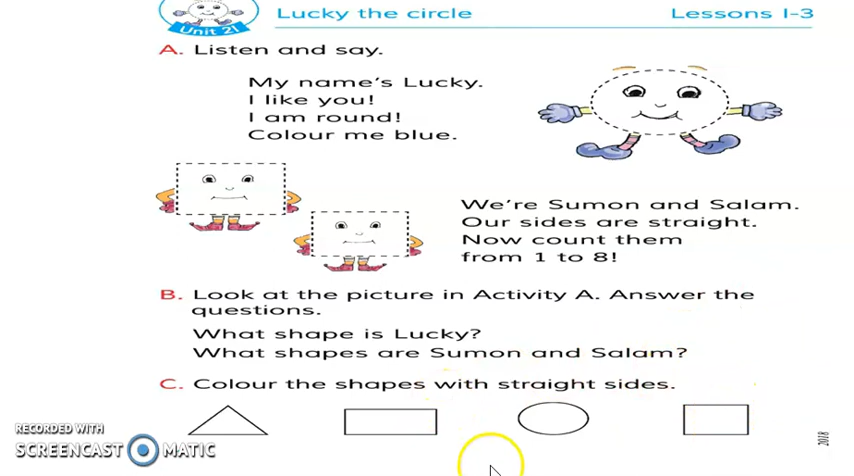 Unit 21
Lucky the circle
Lessons 1-3
A. Listen and say.
My name's Lucky.
I like you!
I am round!
Colour me blue.
We're Sumon and Salam.
Our sides are straight.
Now count them
from 1 to 8!
B. Look at the picture in Activity A. Answer the
questions.
What shape is Lucky?
What shapes are Sumon and Salam?
C. Colour the shapes with straight sides.
RECORDED WITH
SCREENCAST MATIC
2018